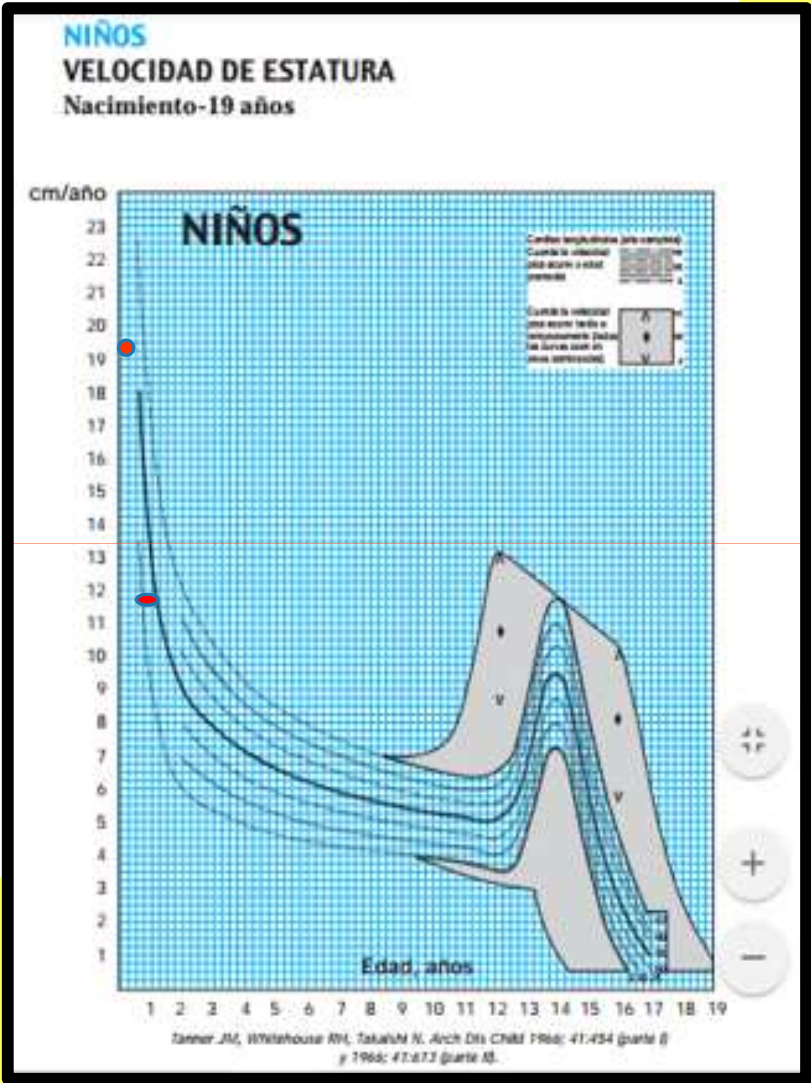 NIÑOS
VELOCIDAD DE ESTATURA
Nacimiento-19 años
cm/año
NIÑOS
23
22
21
20
19
18
17
16
15
14
13
12
11
10
9
8
7
6
5
4
3
2
1
Edad, años
1 2 3 4 5 6 7 8 9 10 11 12 13 14 15 16 17 18 19
Tanner JM, Whitehouse RH, Takaishi N. Arch Dis Child 1966; 41:454 (parte I)
y 1966; 41:613 (parte II).